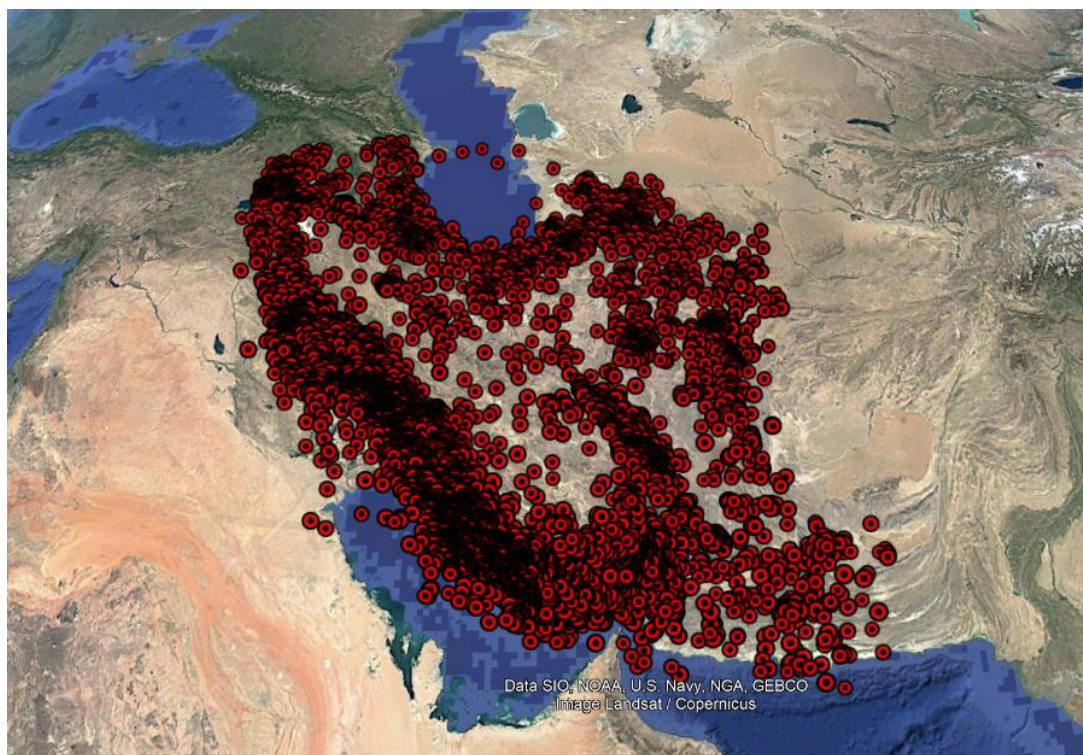 Data SIO, NOAA, U.S. Navy, NGA, GEBCO
Image Landsat / Copernicus